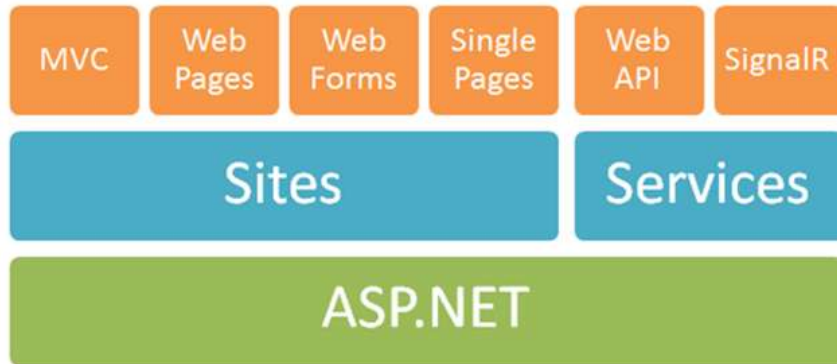 MVC
Web
Pages
Web
Forms
Single
Pages
Web
API
SignalR
Sites
Services
ASP.NET